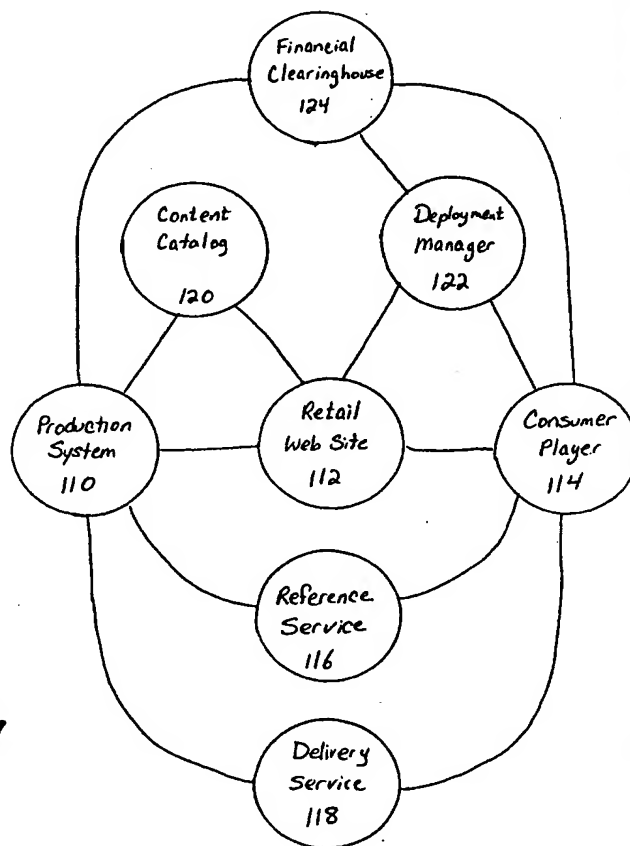 Financial
Clearinghouse
124
Content
Catalog
120
Deployment
Manager
122
Production
System
110
Retail
Web Site
112
Consumer
Player
114
Reference
Service
116
Delivery
Service
118